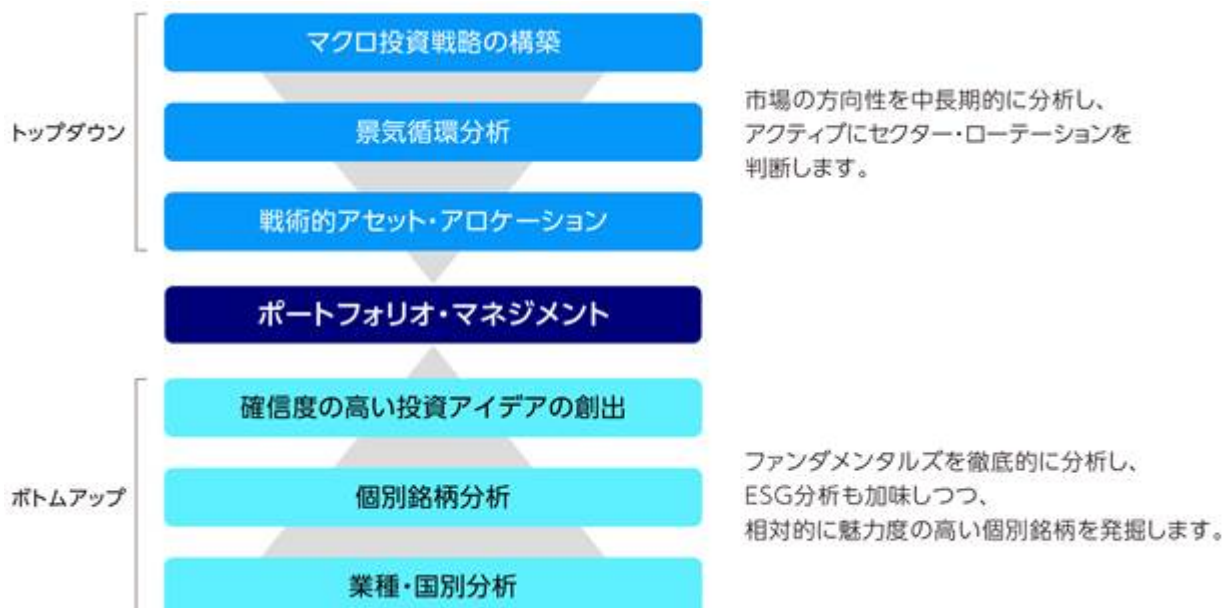 マクロ投資戦略の構築
トップダウン
景気循環分析
市場の方向性を中長期的に分析し、
アクティブにセクター・ローテーションを
判断します。
戦術的アセット・アロケーション
ポートフォリオ・マネジメント
確信度の高い投資アイデアの創出
ボトムアップ
個別銘柄分析
ファンダメンタルズを徹底的に分析し、
ESG分析も加味しつつ、
相対的に魅力度の高い個別銘柄を発掘します。
業種・国別分析